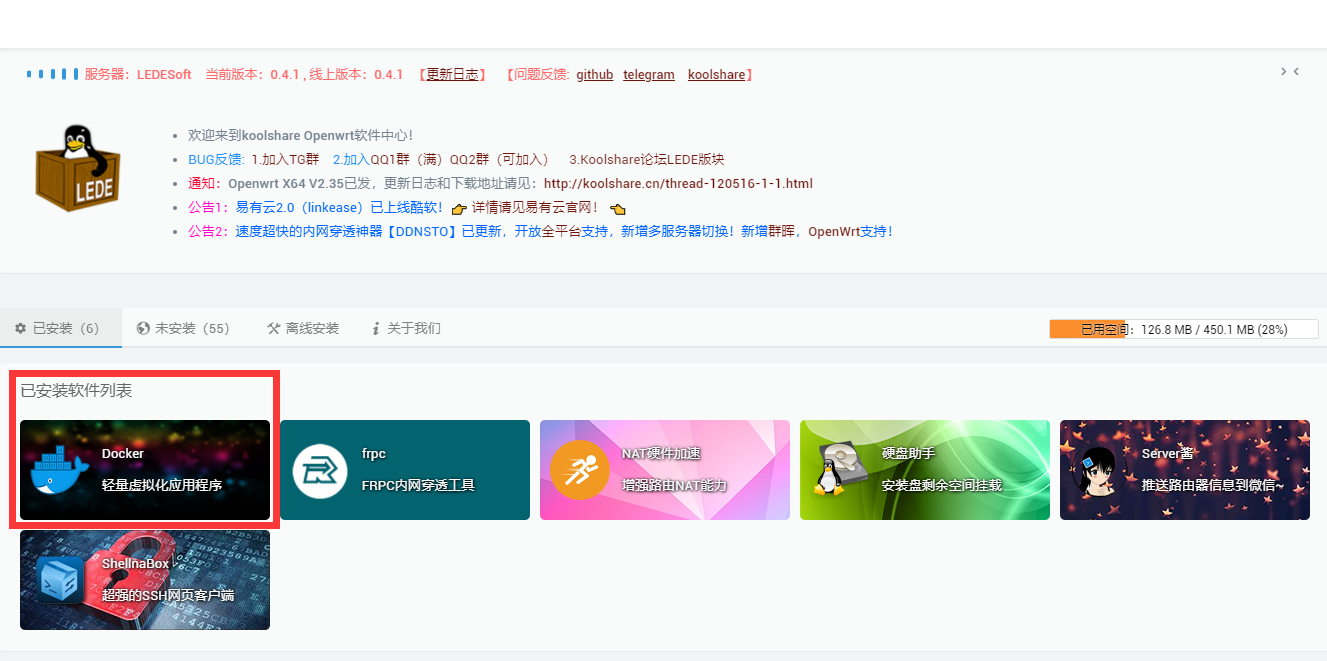 服务器：LEDESoft 当前版本：0.4.1 , 线上版本：0.4.1 【更新日志】 【问题反馈: github telegram koolshare】
LEDE
欢迎来到koolshare Openwrt软件中心！
BUG反馈: 1.加入TG群 2.加入QQ1群（满）QQ2群（可加入） 3.Koolshare论坛LEDE版块
通知：Openwrt X64 V2.35已发，更新日志和下载地址请见：http://koolshare.cn/thread-120516-1-1.html
公告1：易有云2.0（linkease）已上线酷软！ 详情请见易有云官网！
公告2：速度超快的内网穿透神器【DDNSTO】已更新，开放全平台支持，新增多服务器切换！新增群晖，OpenWrt支持！
已安装（6） 未安装（55） 离线安装 关于我们 已用空间：126.8 MB / 450.1 MB (28%)
已安装软件列表
Docker
轻量虚拟化应用程序
frpc
FRPC内网穿透工具
NAT硬件加速
增强路由NAT能力
硬盘助手
安装盘剩余空间挂载
Server酱
推送路由器信息到微信~
ShellnaBox
超强的SSH网页客户端